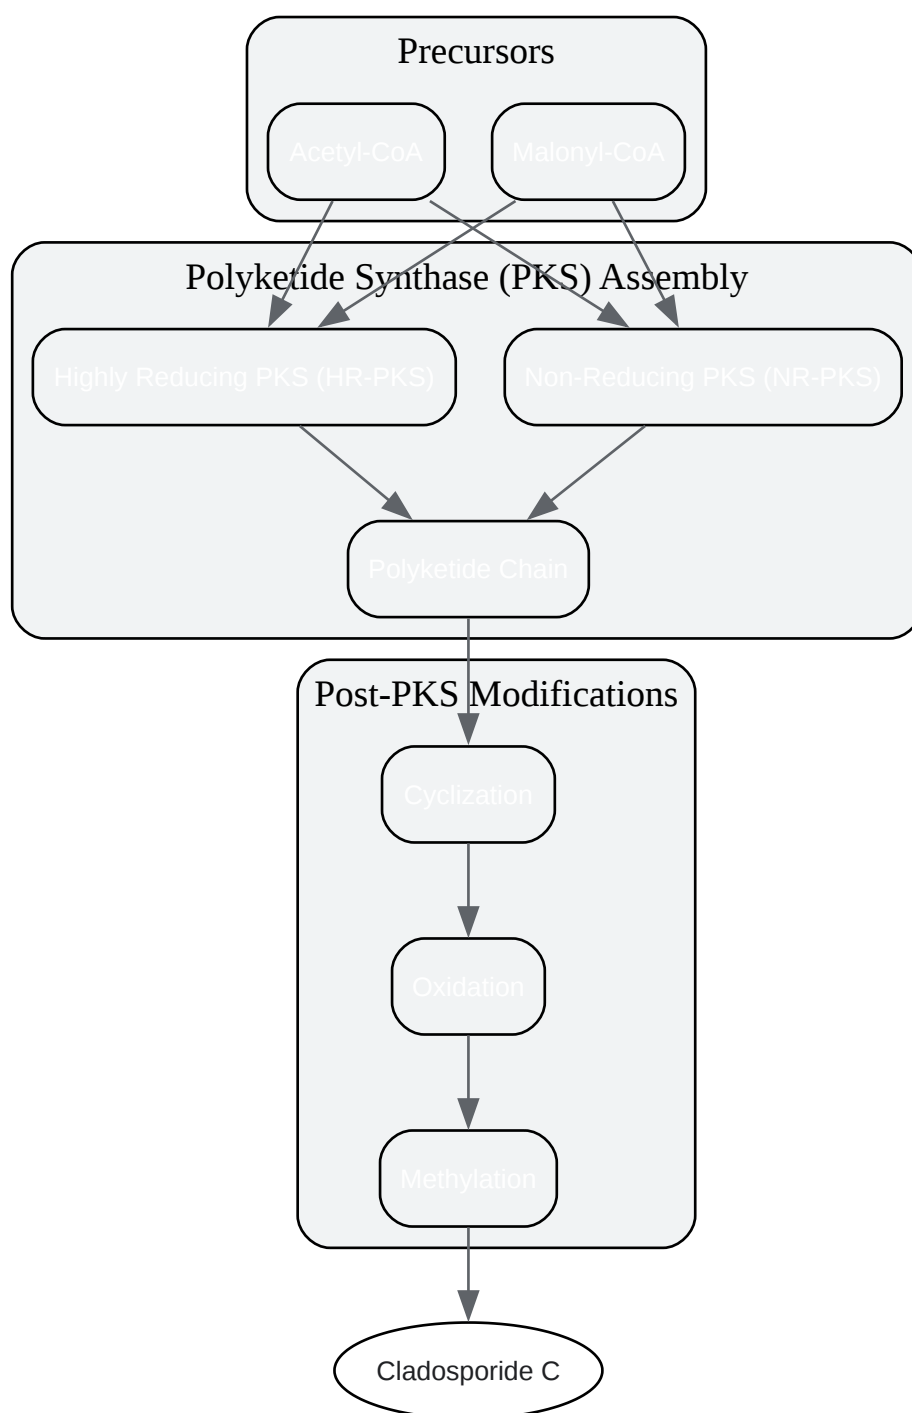 Precursors
Acetyl-CoA
Malonyl-CoA
Polyketide Synthase (PKS) Assembly
Highly Reducing PKS (HR-PKS)
Non-Reducing PKS (NR-PKS)
Polyketide Chain
Post-PKS Modifications
Cyclization
Oxidation
Methylation
Cladosporide C